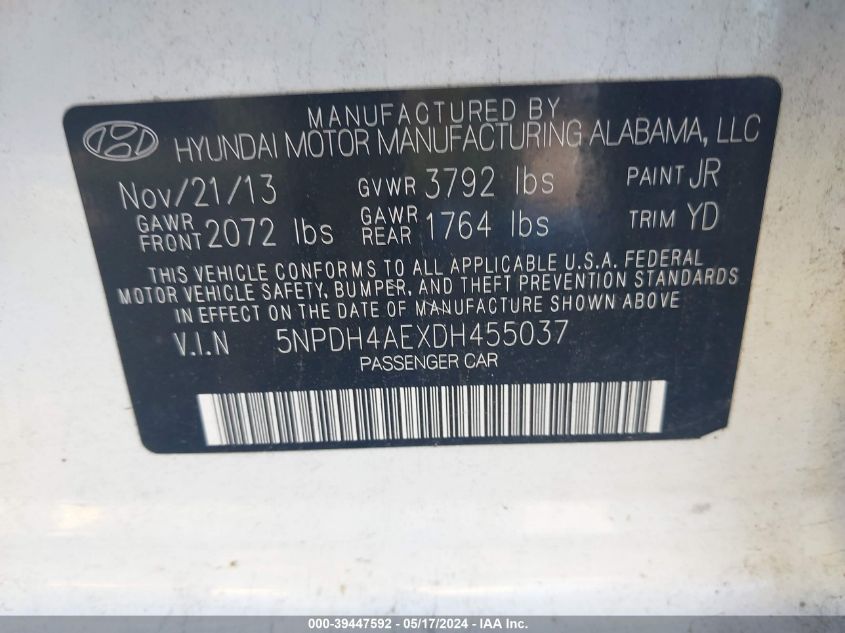 MANUFACTURED BY
HYUNDAI MOTOR MANUFACTURING ALABAMA, LLC
Nov/21/13 GVWR 3792 lbs PAINT JR
GAWR FRONT 2072 lbs GAWR REAR 1764 lbs TRIM YD
THIS VEHICLE CONFORMS TO ALL APPLICABLE U.S.A. FEDERAL
MOTOR VEHICLE SAFETY, BUMPER, AND THEFT PREVENTION STANDARDS
IN EFFECT ON THE DATE OF MANUFACTURE SHOWN ABOVE
V.I.N 5NPDH4AEXDH455037
PASSENGER CAR
000-39447592 - 05/17/2024 - IAA Inc.